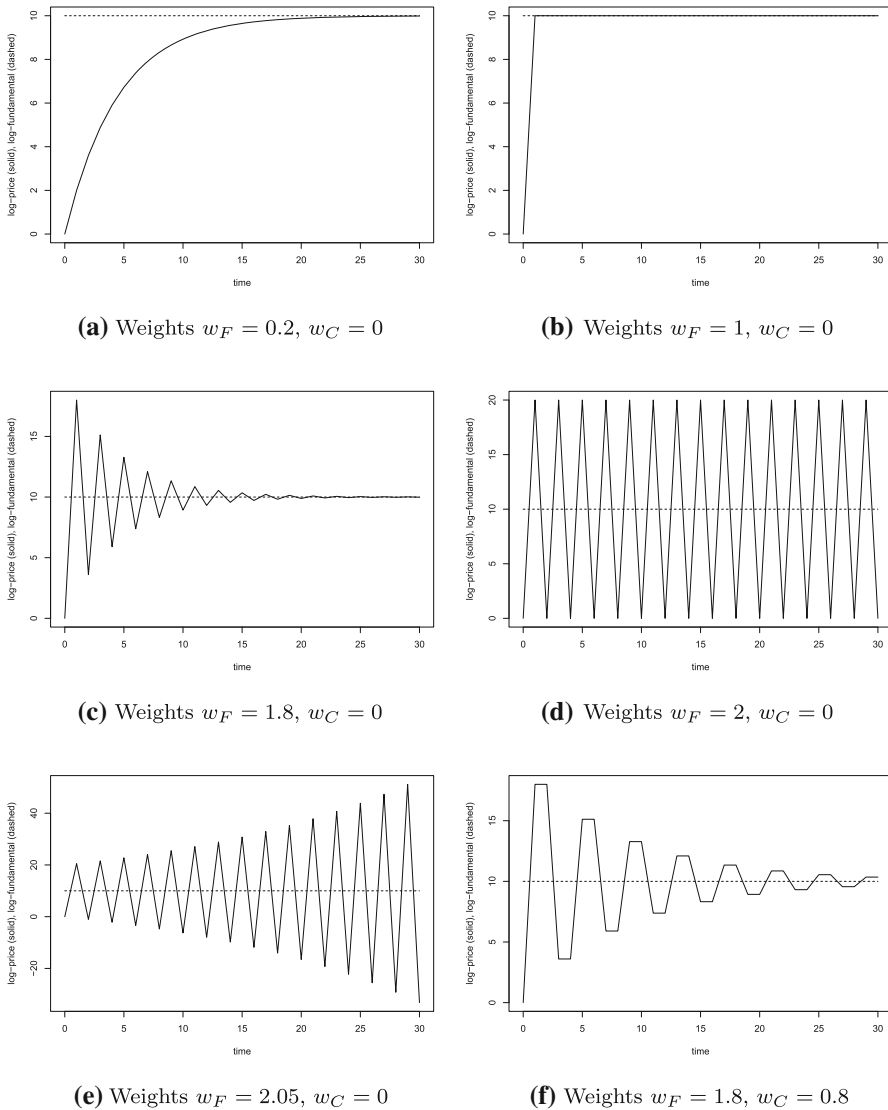 log−price (solid), log−fundamental (dashed)
10
8
6
4
2
0
0 5 10 15 20 25 30
time
(a) Weights w_F = 0.2, w_C = 0
log−price (solid), log−fundamental (dashed)
10
8
6
4
2
0
0 5 10 15 20 25 30
time
(b) Weights w_F = 1, w_C = 0
log−price (solid), log−fundamental (dashed)
15
10
5
0
0 5 10 15 20 25 30
time
(c) Weights w_F = 1.8, w_C = 0
log−price (solid), log−fundamental (dashed)
20
15
10
5
0
0 5 10 15 20 25 30
time
(d) Weights w_F = 2, w_C = 0
log−price (solid), log−fundamental (dashed)
40
20
0
−20
0 5 10 15 20 25 30
time
(e) Weights w_F = 2.05, w_C = 0
log−price (solid), log−fundamental (dashed)
15
10
5
0
0 5 10 15 20 25 30
time
(f) Weights w_F = 1.8, w_C = 0.8